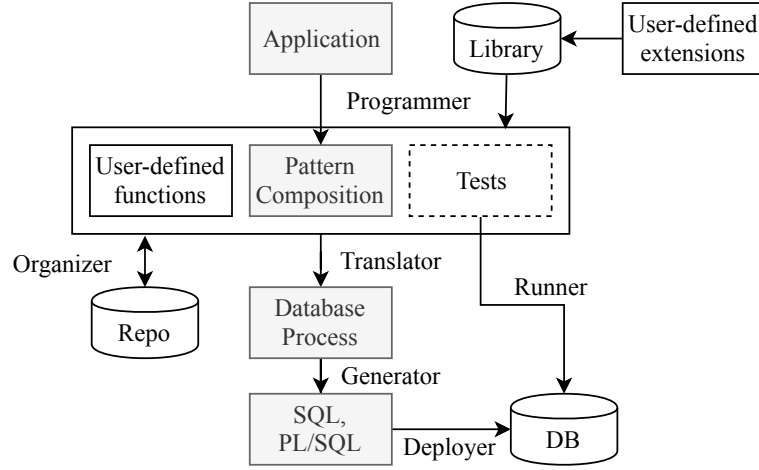 Application
Library
User-defined
extensions
Programmer
User-defined
functions
Pattern
Composition
Tests
Organizer
Translator
Runner
Repo
Database
Process
Generator
SQL,
PL/SQL
Deployer
DB